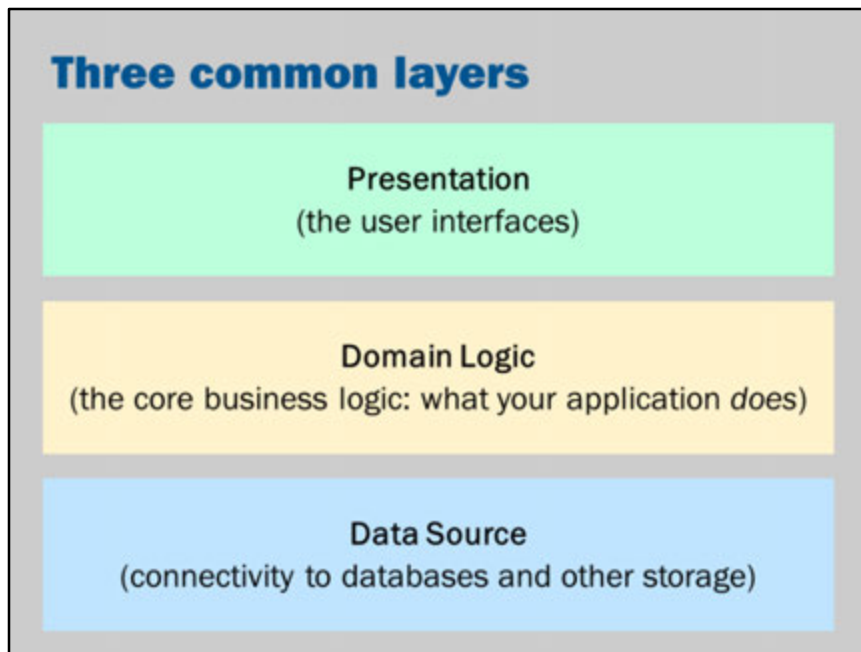 Three common layers
Presentation
(the user interfaces)
Domain Logic
(the core business logic: what your application does)
Data Source
(connectivity to databases and other storage)